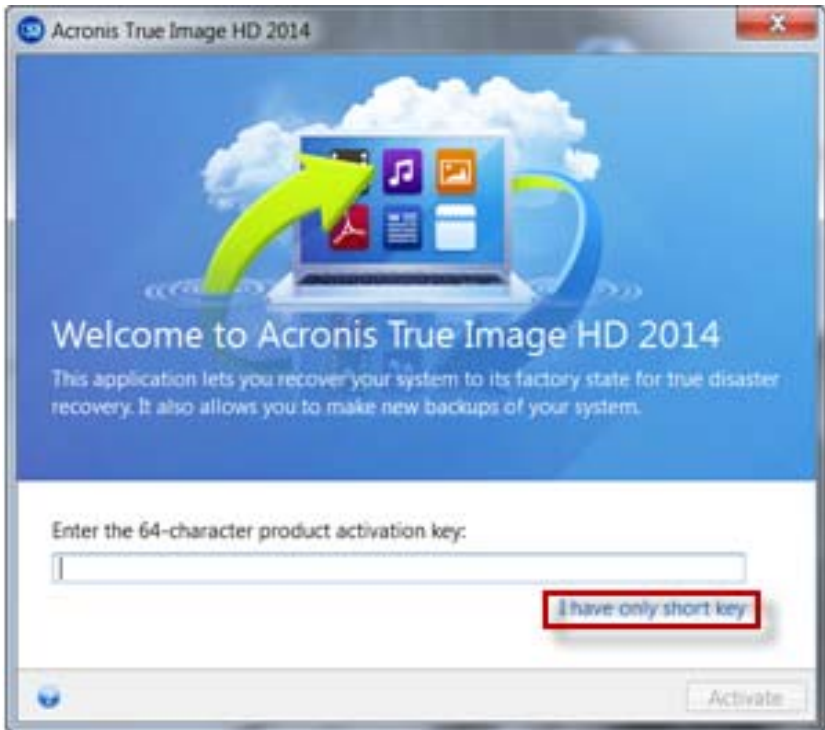 Acronis True Image HD 2014
Welcome to Acronis True Image HD 2014
This application lets you recover your system to its factory state for true disaster
recovery. It also allows you to make new backups of your system.
Enter the 64-character product activation key:
I have only short key
Activate